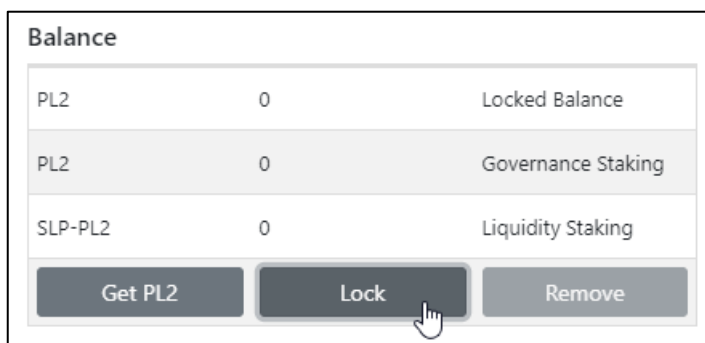 Balance
PL2 0 Locked Balance
PL2 0 Governance Staking
SLP-PL2 0 Liquidity Staking
Get PL2 Lock Remove